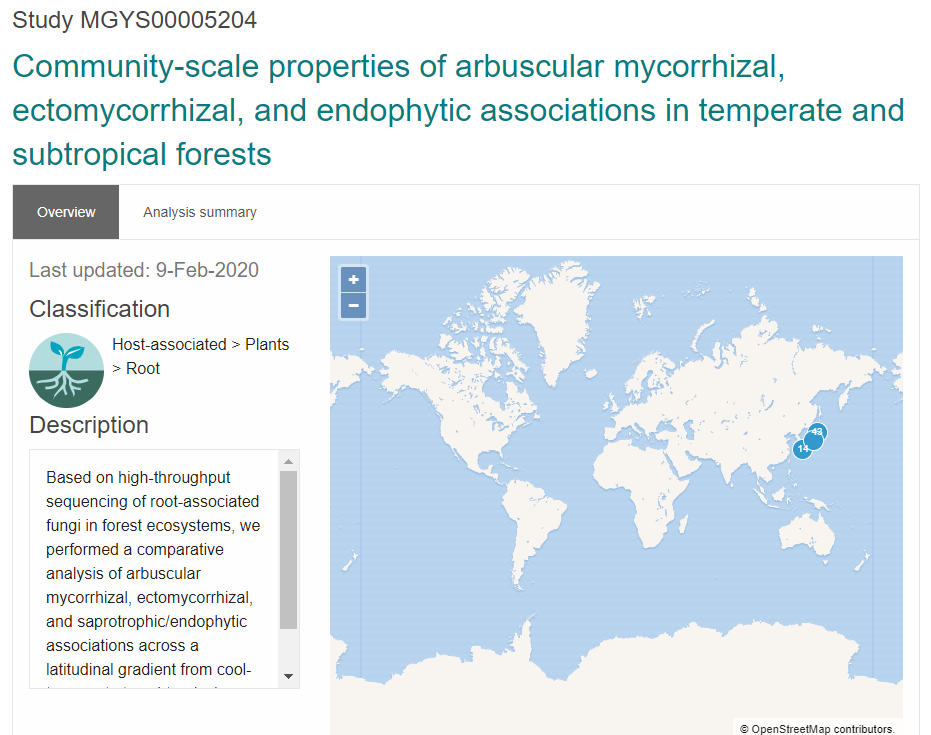 Study MGYS00005204
Community-scale properties of arbuscular mycorrhizal,
ectomycorrhizal, and endophytic associations in temperate and
subtropical forests
Overview
Analysis summary
Last updated: 9-Feb-2020
Classification
Host-associated > Plants
> Root
Description
Based on high-throughput
sequencing of root-associated
fungi in forest ecosystems, we
performed a comparative
analysis of arbuscular
mycorrhizal, ectomycorrhizal,
and saprotrophic/endophytic
associations across a
latitudinal gradient from cool-
+
−
43
14
© OpenStreetMap contributors.